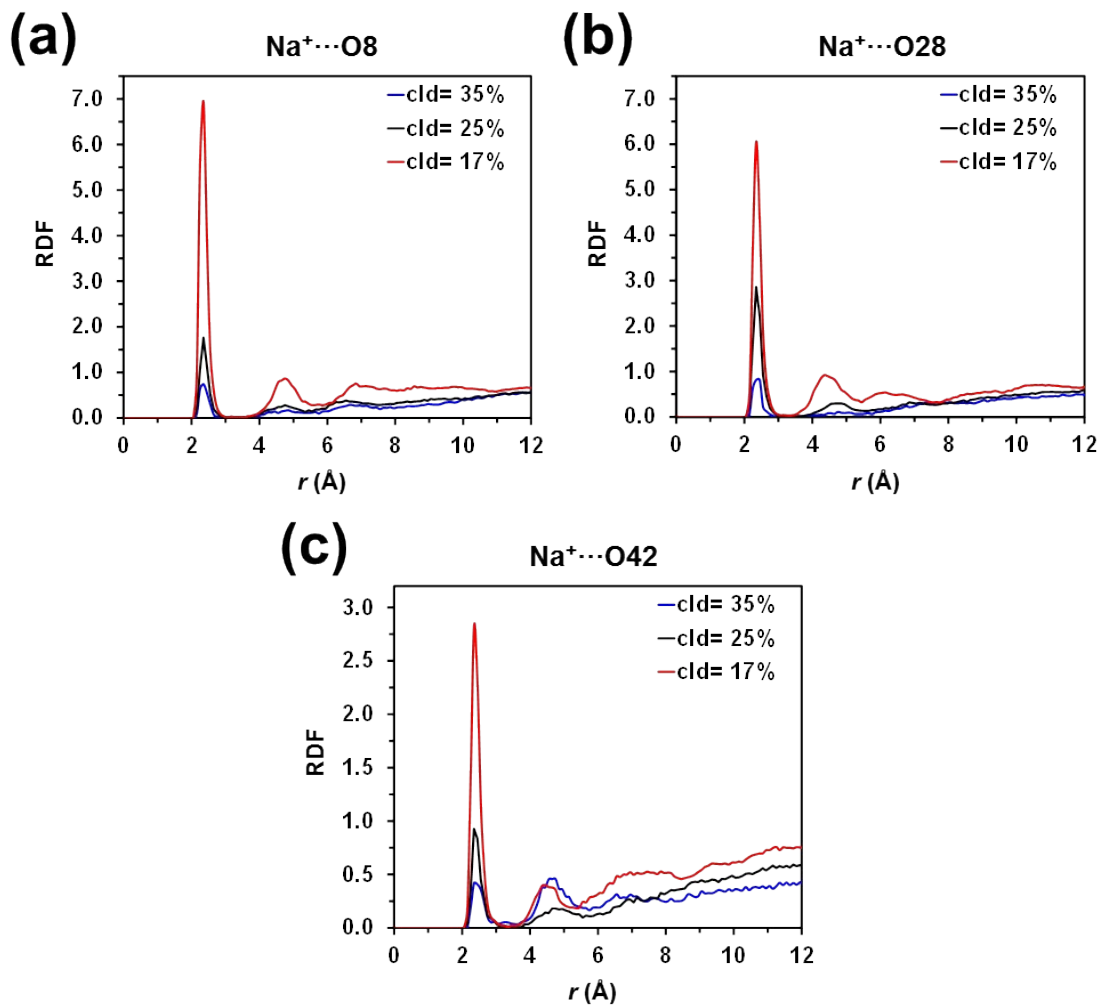 (a)
Na⁺···O8
7.0
6.0
5.0
4.0
3.0
2.0
1.0
0.0
RDF
cld= 35%
cld= 25%
cld= 17%
0 2 4 6 8 10 12
r (Å)
(b)
Na⁺···O28
7.0
6.0
5.0
4.0
3.0
2.0
1.0
0.0
RDF
cld= 35%
cld= 25%
cld= 17%
0 2 4 6 8 10 12
r (Å)
(c)
Na⁺···O42
3.0
2.5
2.0
1.5
1.0
0.5
0.0
RDF
cld= 35%
cld= 25%
cld= 17%
0 2 4 6 8 10 12
r (Å)